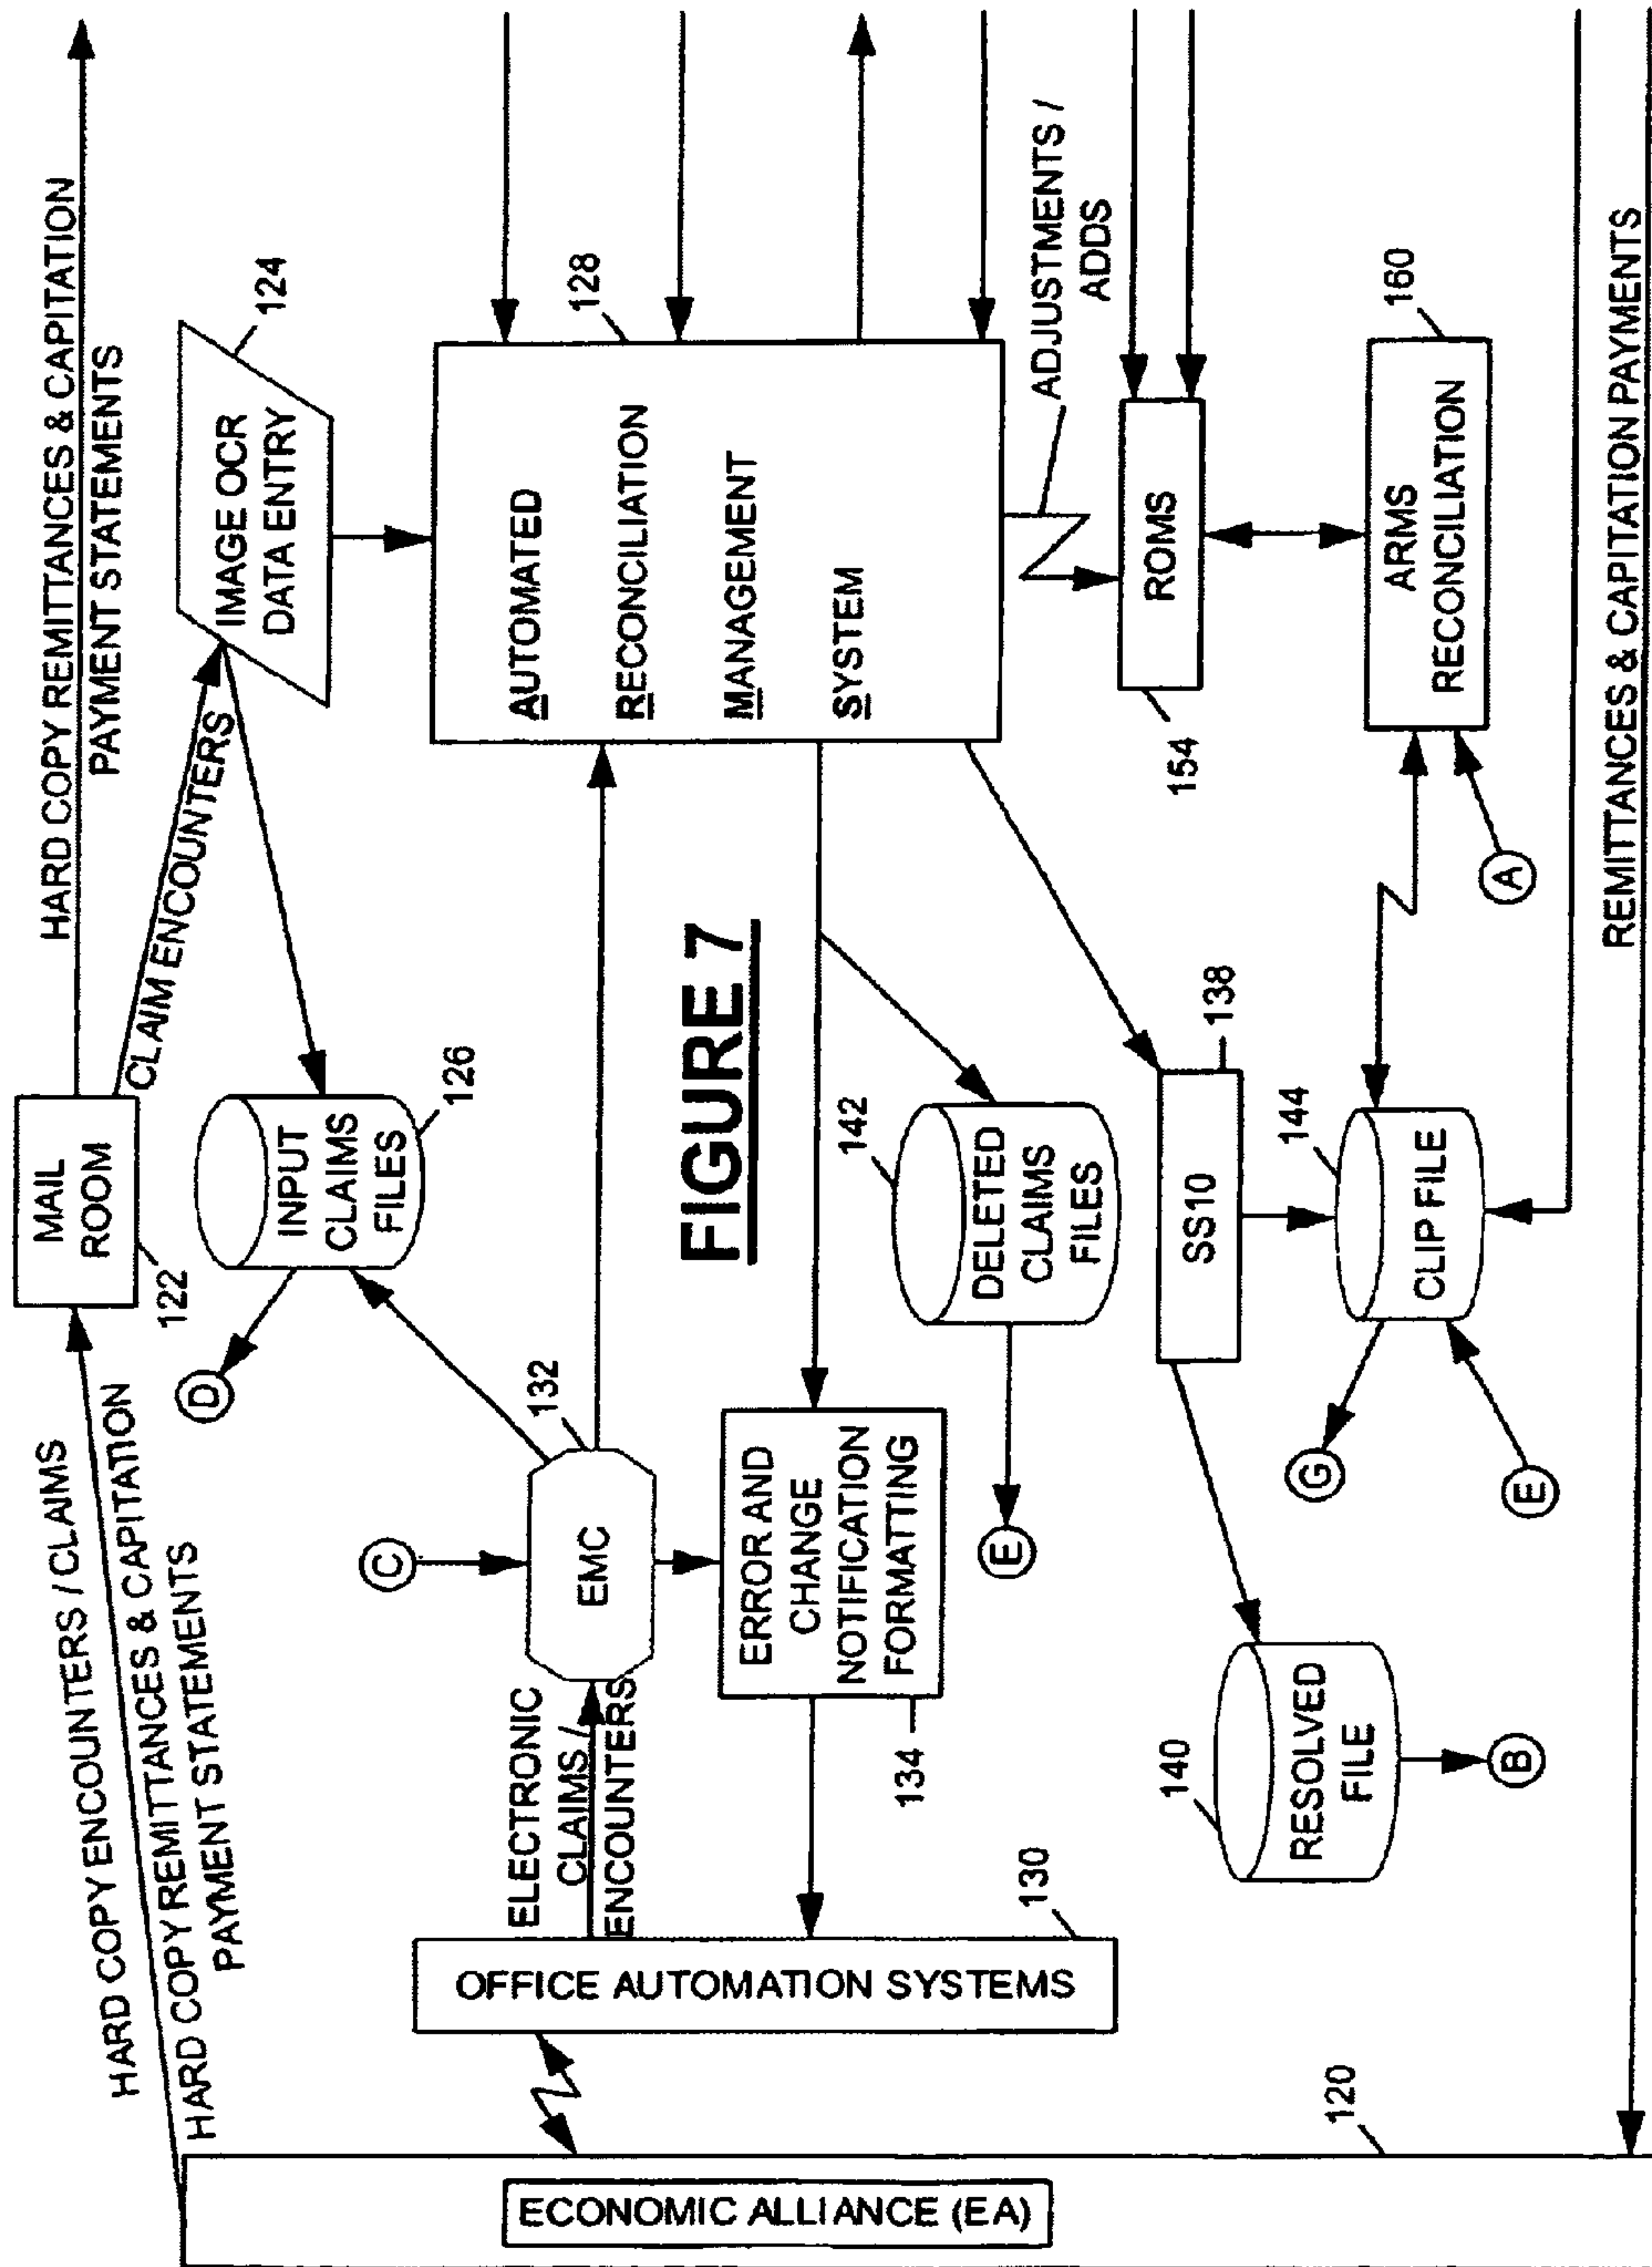 HARD COPY ENCOUNTERS / CLAIMS
HARD COPY REMITTANCES & CAPITATION
PAYMENT STATEMENTS
MAIL
ROOM
122
HARD COPY REMITTANCES & CAPITATION
PAYMENT STATEMENTS
CLAIM ENCOUNTERS
IMAGE OCR
DATA ENTRY
124
D
INPUT
CLAIMS
FILES
126
C
ELECTRONIC
CLAIMS /
ENCOUNTERS
EMC
132
AUTOMATED
RECONCILIATION
MANAGEMENT
SYSTEM
128
OFFICE AUTOMATION SYSTEMS
130
ERROR AND
CHANGE
NOTIFICATION
FORMATTING
134
FIGURE 7
142
DELETED
CLAIMS
FILES
E
ADJUSTMENTS /
ADDS
ECONOMIC ALLIANCE (EA)
120
140
RESOLVED
FILE
B
SS10
138
ROMS
154
G
E
144
CLIP FILE
ARMS
RECONCILIATION
160
A
REMITTANCES & CAPITATION PAYMENTS